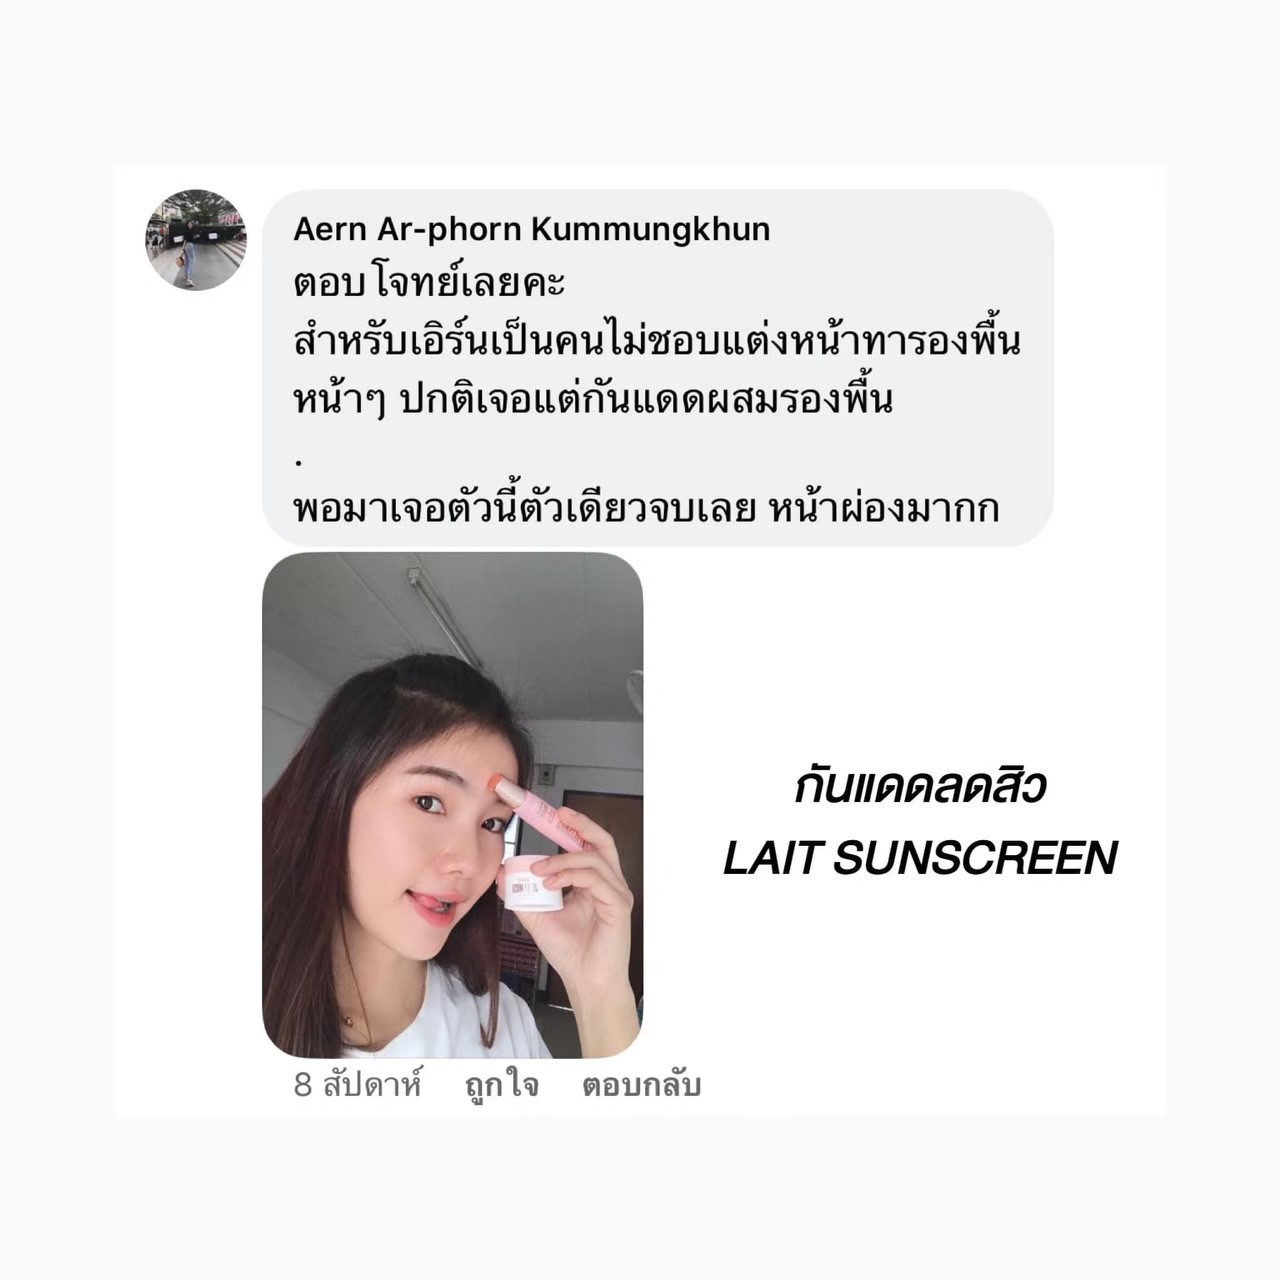 Aern Ar-phorn Kummungkhun
ตอบโจทย์เลยคะ
สำหรับเอิร์นเป็นคนไม่ชอบแต่งหน้าทารองพื้น
หน้าๆ ปกติเจอแต่กันแดดผสมรองพื้น
.
พอมาเจอตัวนี้ตัวเดียวจบเลย หน้าผ่องมากก
กันแดดลดสิว
LAIT SUNSCREEN
8 สัปดาห์ ถูกใจ ตอบกลับ